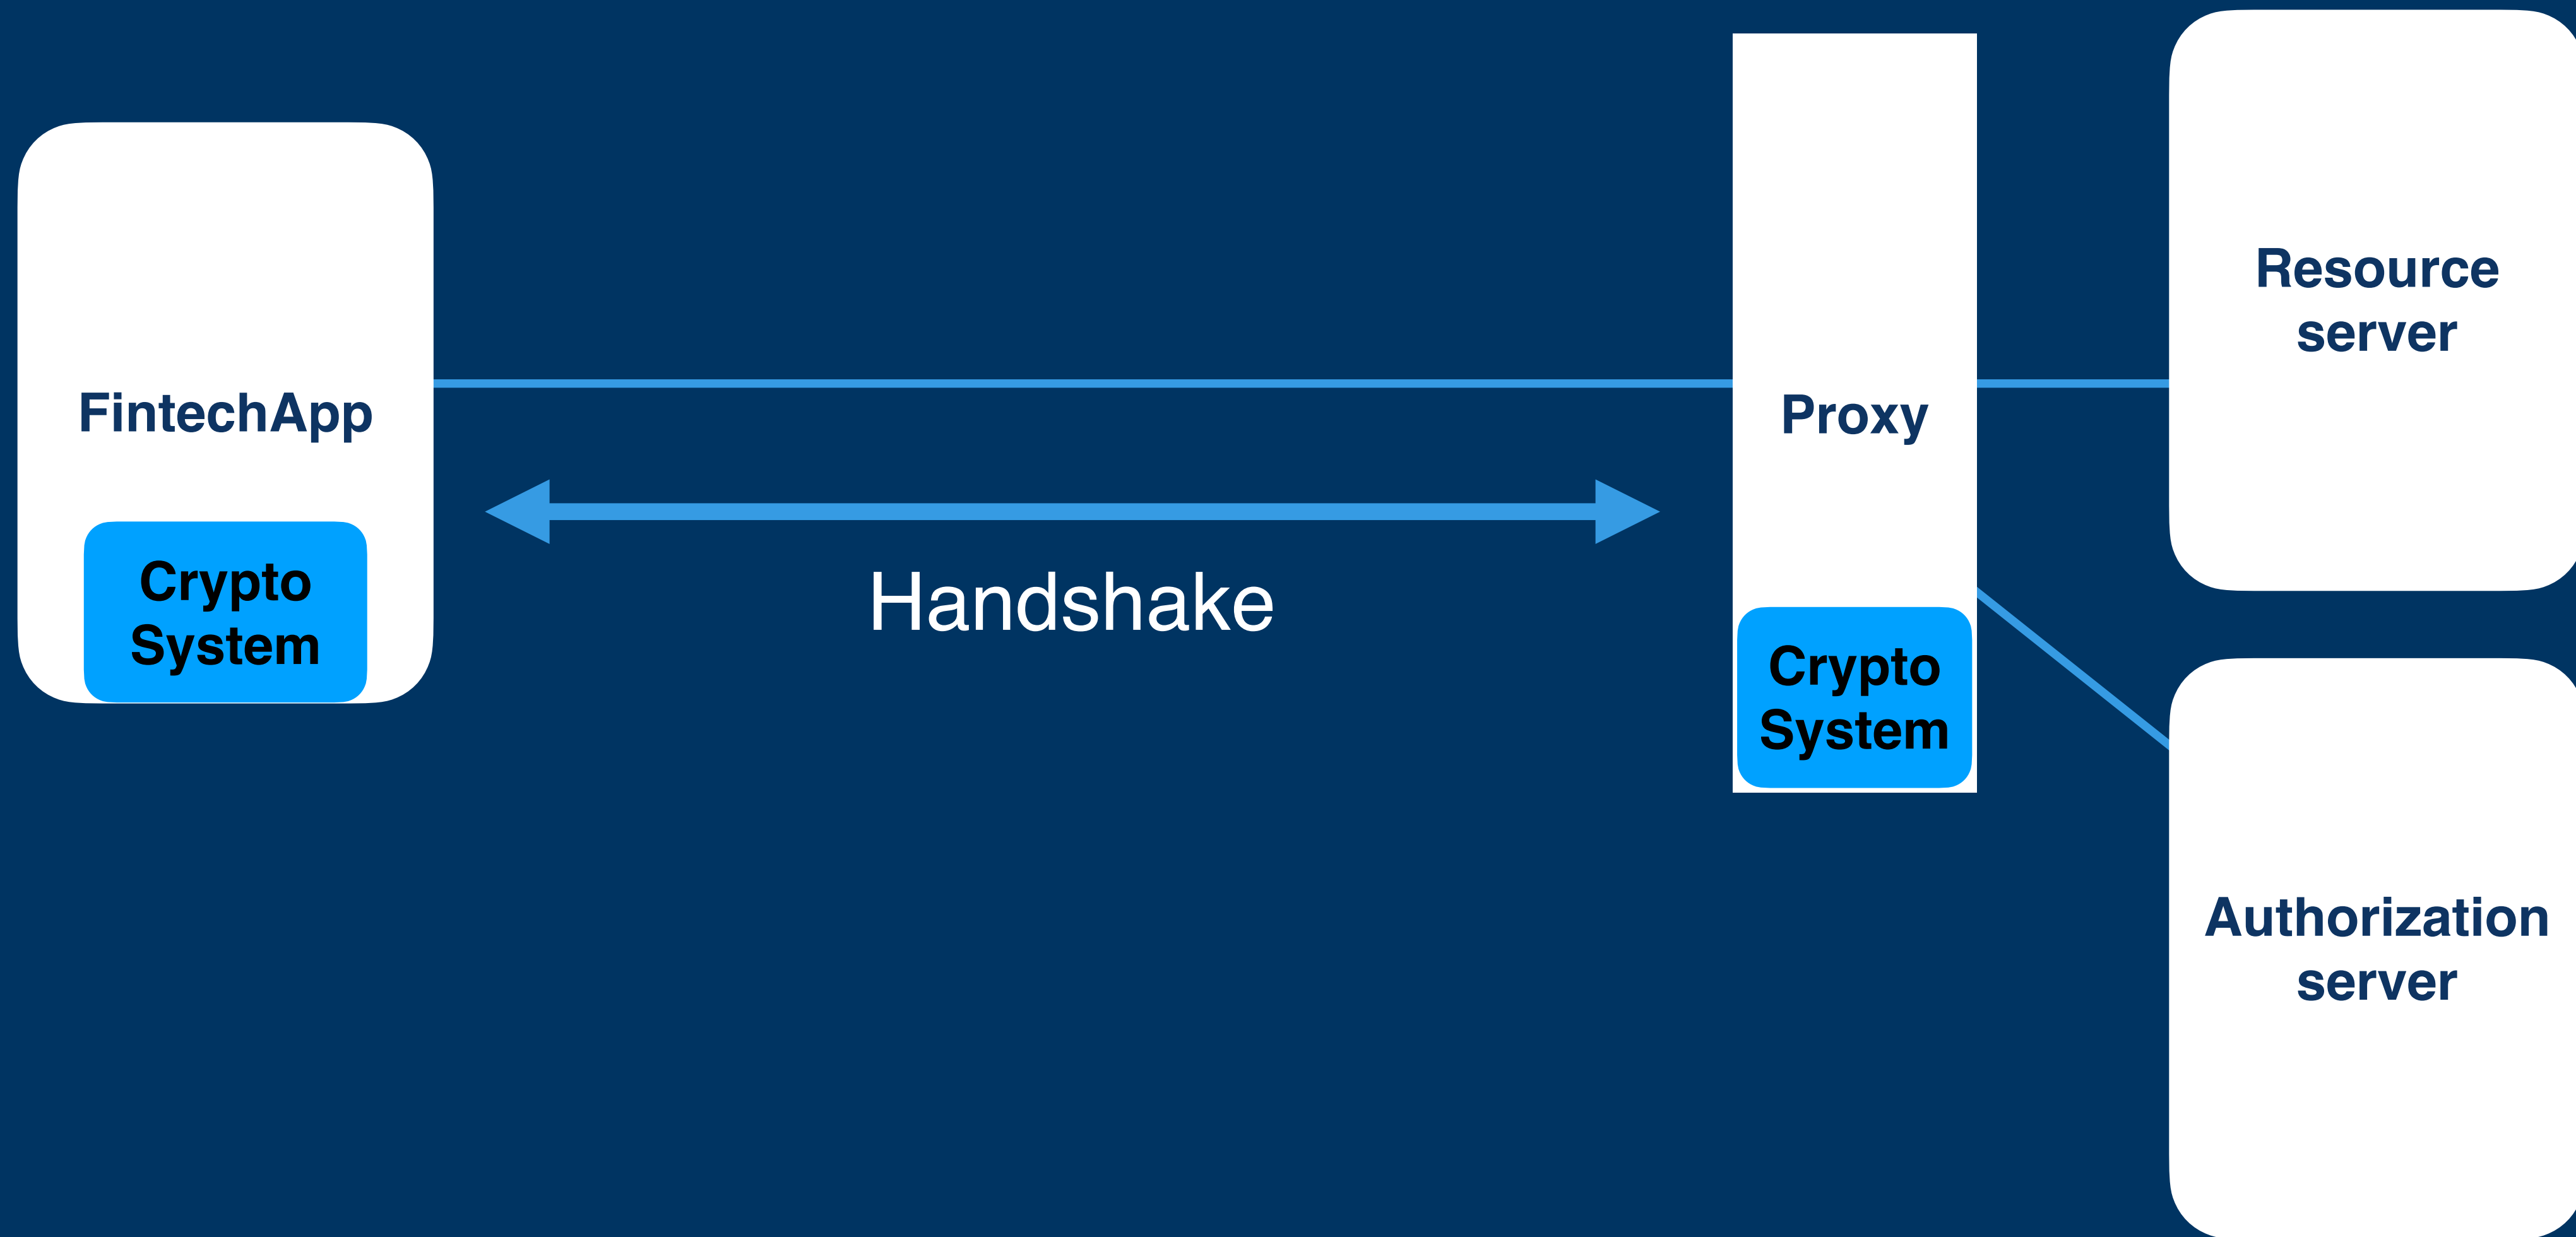 FintechApp
Crypto
System
Handshake
Proxy
Crypto
System
Resource
server
Authorization
server